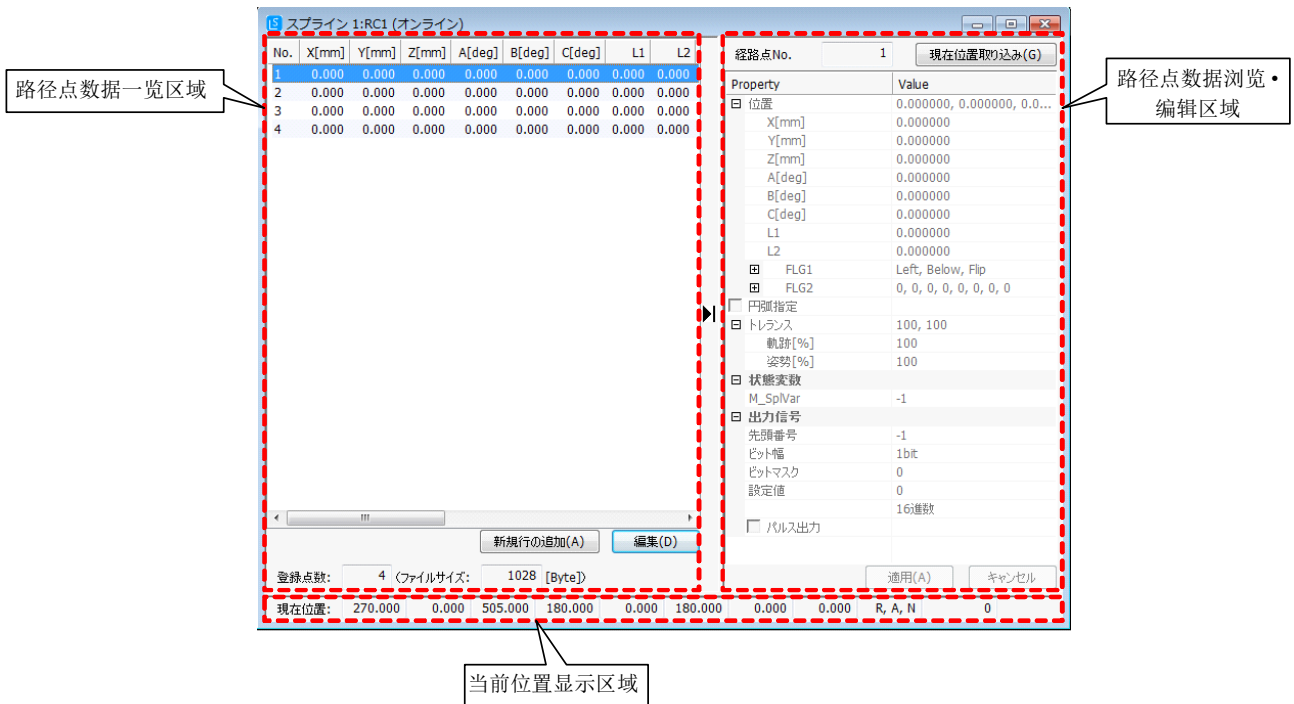 スプライン 1:RC1 (オンライン)
No. X[mm] Y[mm] Z[mm] A[deg] B[deg] C[deg] L1 L2
1 0.000 0.000 0.000 0.000 0.000 0.000 0.000 0.000
2 0.000 0.000 0.000 0.000 0.000 0.000 0.000 0.000
3 0.000 0.000 0.000 0.000 0.000 0.000 0.000 0.000
4 0.000 0.000 0.000 0.000 0.000 0.000 0.000 0.000
路径点数据一览区域
新規行の追加(A) 編集(D)
登録点数: 4 (ファイルサイズ: 1028 [Byte])
経路点No. 1 現在位置取り込み(G)
Property Value
位置 0.000000, 0.000000, 0.0...
X[mm] 0.000000
Y[mm] 0.000000
Z[mm] 0.000000
A[deg] 0.000000
B[deg] 0.000000
C[deg] 0.000000
L1 0.000000
L2 0.000000
FLG1 Left, Below, Flip
FLG2 0, 0, 0, 0, 0, 0, 0, 0
円弧指定
トレランス 100, 100
軌跡[%] 100
姿勢[%] 100
状態変数
M_SplVar -1
出力信号
先頭番号 -1
ビット幅 1bit
ビットマスク 0
設定値 0
16進数
パルス出力
適用(A) キャンセル
路径点数据浏览•
编辑区域
現在位置: 270.000 0.000 505.000 180.000 0.000 180.000 0.000 0.000 R, A, N 0
当前位置显示区域